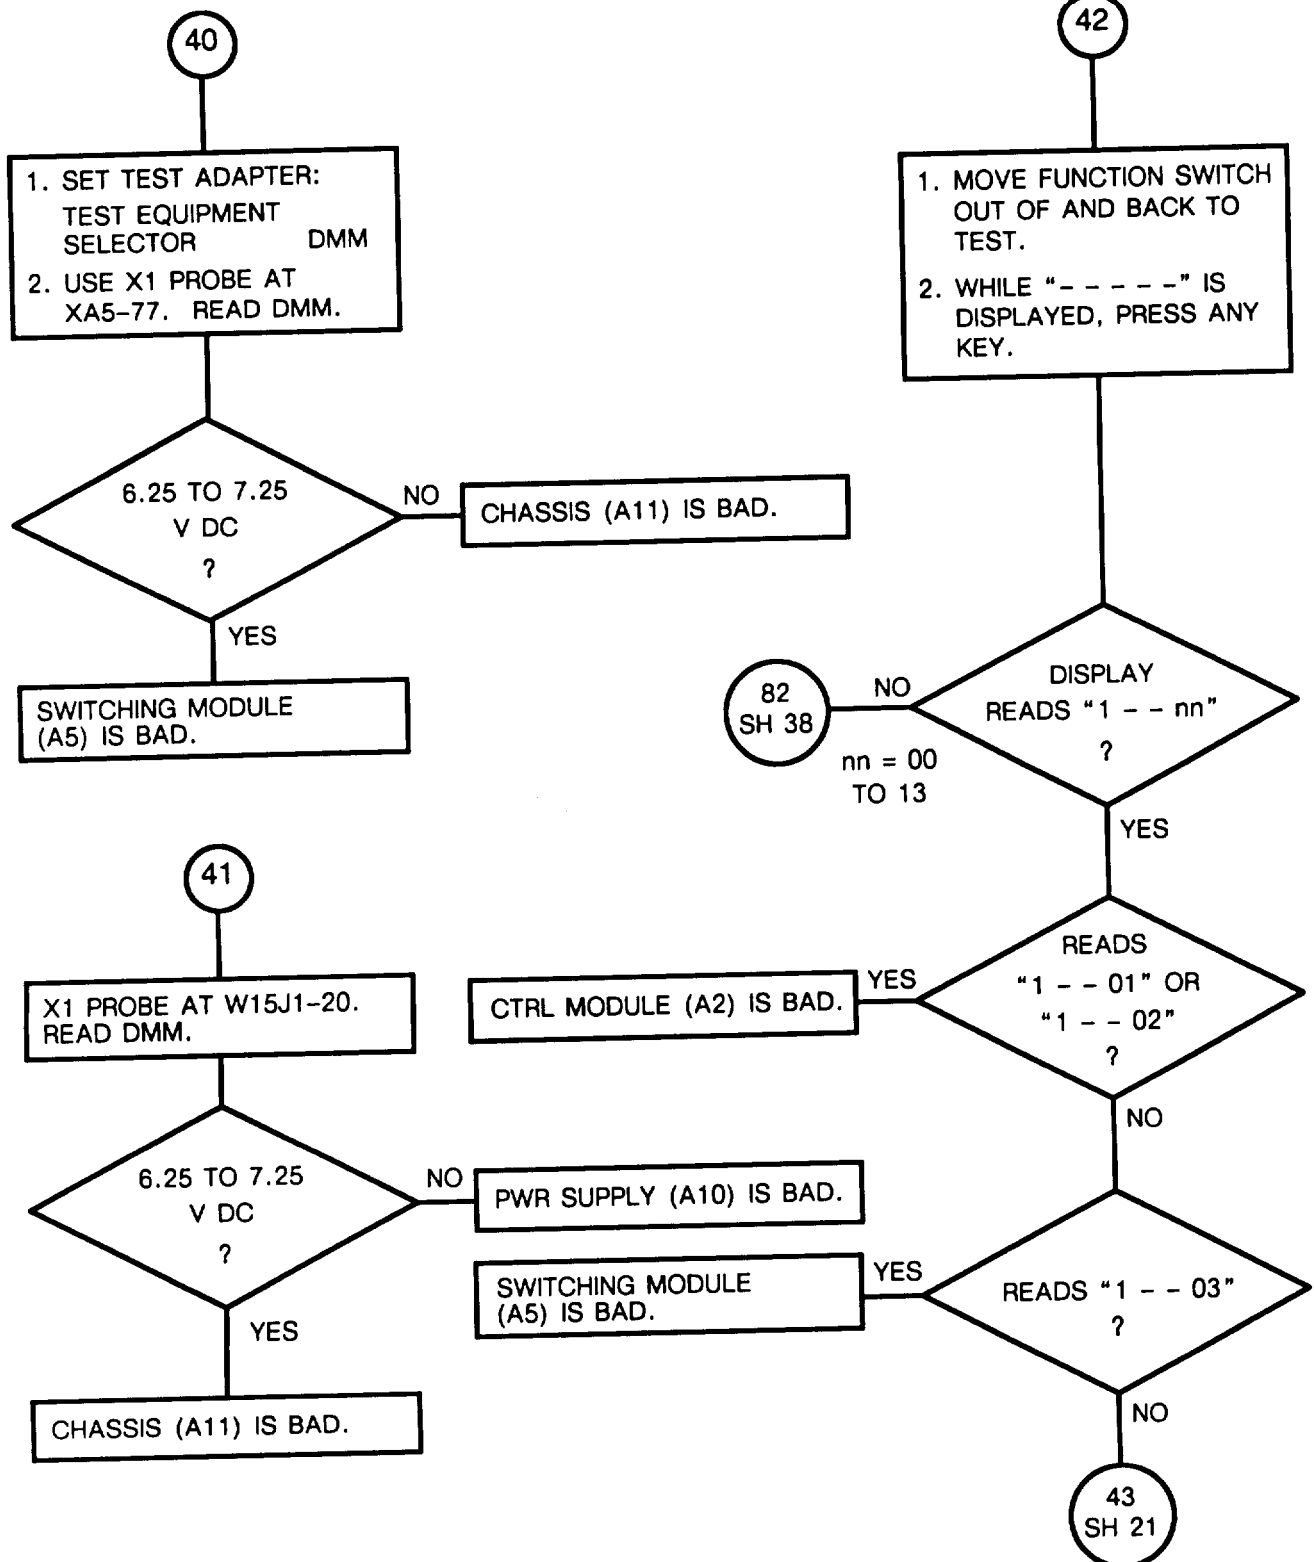 40
1. SET TEST ADAPTER:
TEST EQUIPMENT
SELECTOR DMM
2. USE X1 PROBE AT
XA5-77. READ DMM.
6.25 TO 7.25
V DC
?
NO
CHASSIS (A11) IS BAD.
YES
SWITCHING MODULE
(A5) IS BAD.
41
X1 PROBE AT W15J1-20.
READ DMM.
6.25 TO 7.25
V DC
?
NO
PWR SUPPLY (A10) IS BAD.
YES
CHASSIS (A11) IS BAD.
42
1. MOVE FUNCTION SWITCH
OUT OF AND BACK TO
TEST.
2. WHILE “- - - - -” IS
DISPLAYED, PRESS ANY
KEY.
DISPLAY
READS “1 - - nn”
?
NO
82
SH 38
nn = 00
TO 13
YES
READS
“1 - - 01” OR
“1 - - 02”
?
YES
CTRL MODULE (A2) IS BAD.
NO
READS “1 - - 03”
?
YES
SWITCHING MODULE
(A5) IS BAD.
NO
43
SH 21